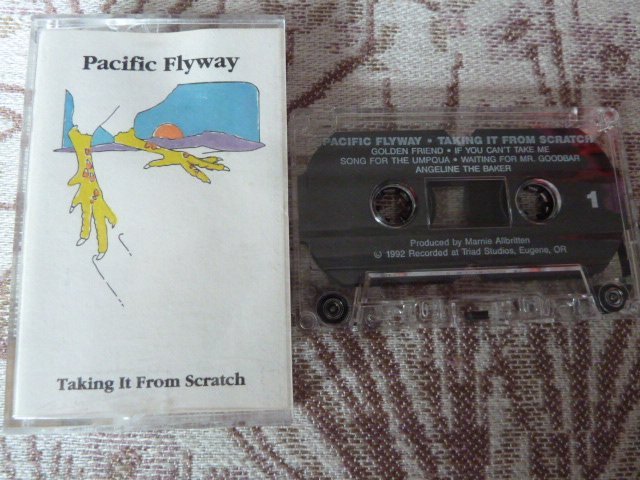 Pacific Flyway
Taking It From Scratch
PACIFIC FLYWAY • TAKING IT FROM SCRATCH
GOLDEN FRIEND • IF YOU CAN'T TAKE ME
SONG FOR THE UMPQUA • WAITING FOR MR. GOODBAR
ANGELINE THE BAKER
1
Produced by Marnie Allbritten
© 1992 Recorded at Triad Studios, Eugene, OR